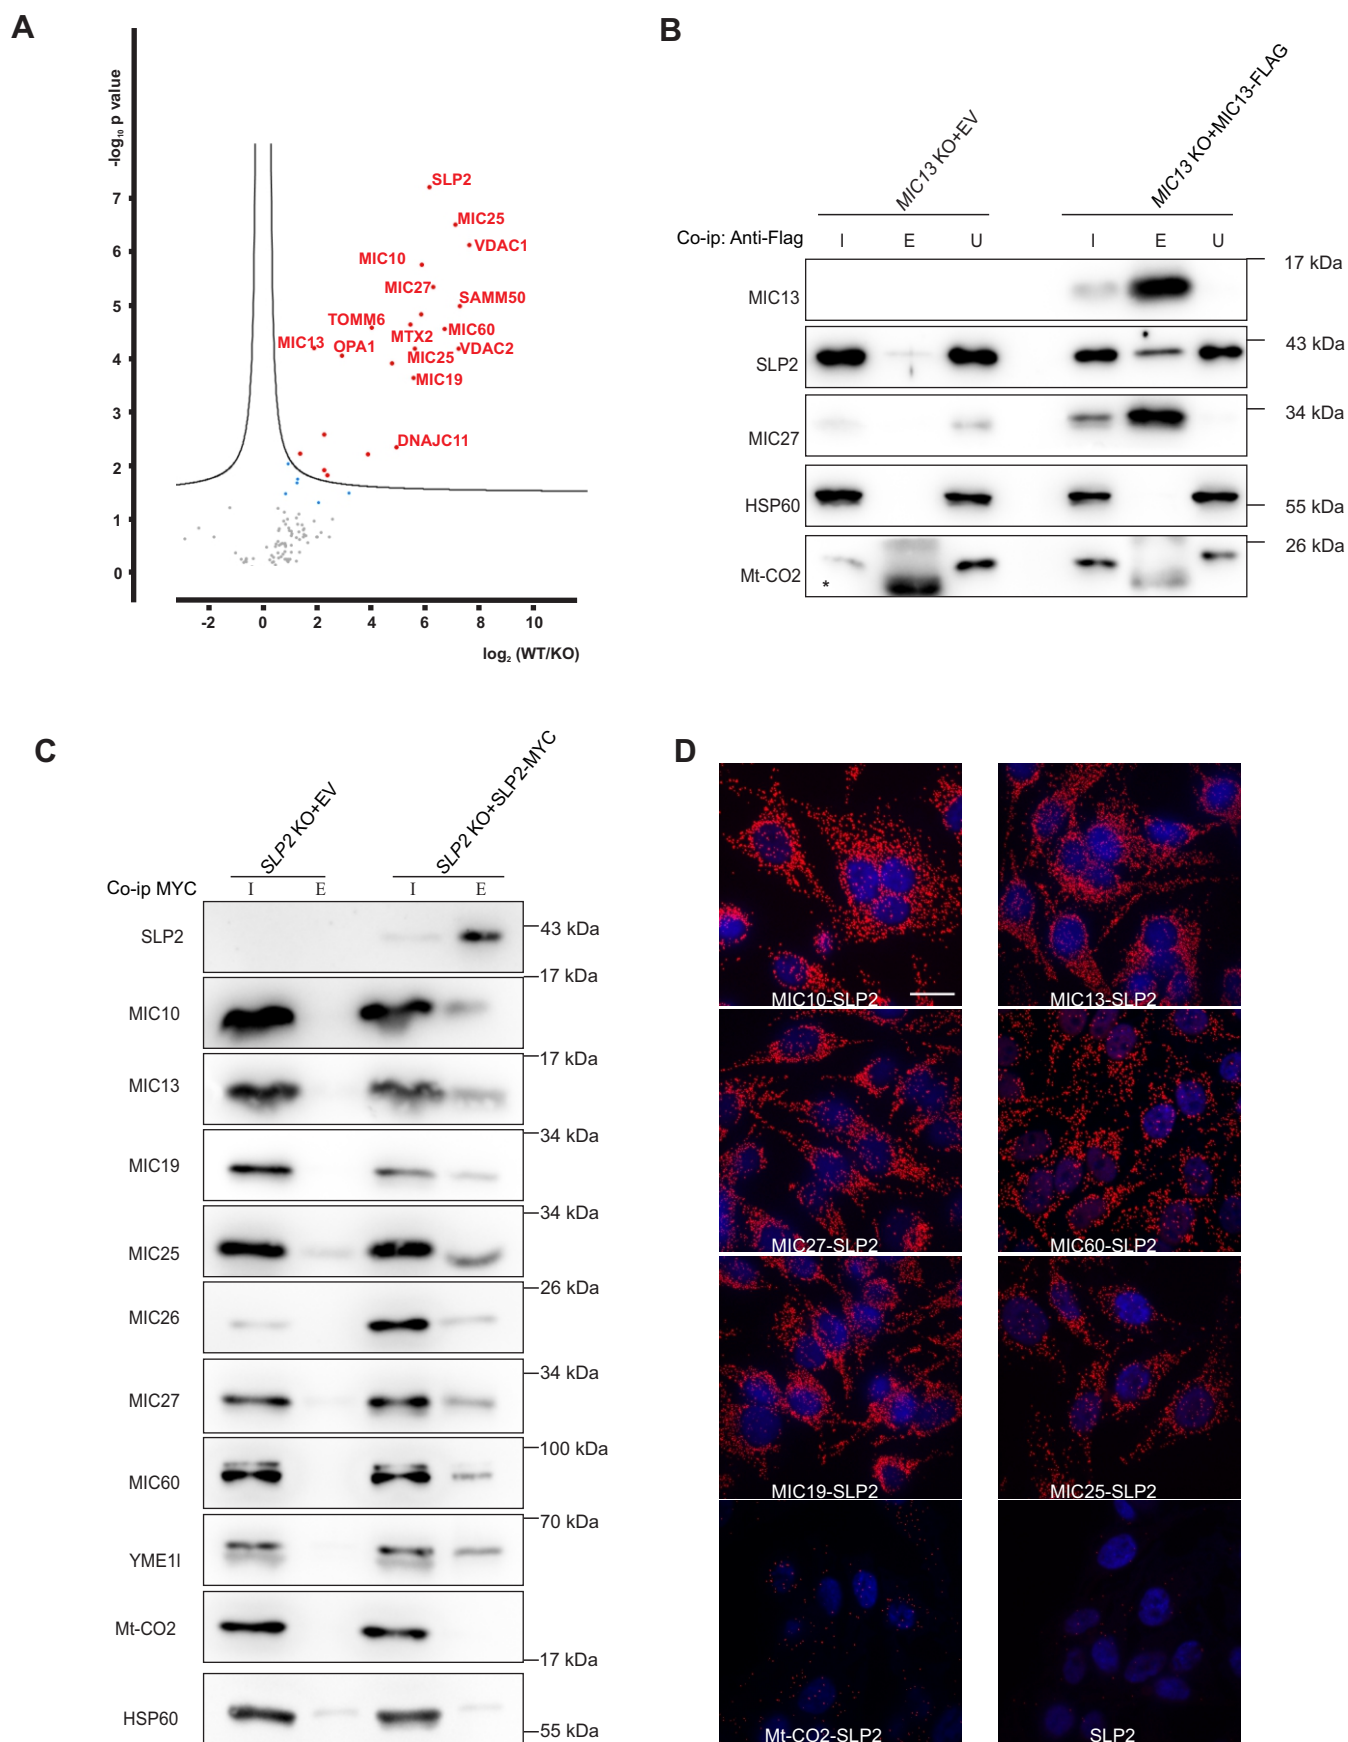 A
-log₁₀ p value
7
6
5
4
3
2
1
0
-2
0
2
4
6
8
10
log₂ (WT/KO)
SLP2
MIC25
VDAC1
MIC10
MIC27
SAMM50
TOMM6
MIC60
MIC13
OPA1
MTX2
VDAC2
MIC25
MIC19
DNAJC11
B
MIC13 KO+EV
MIC13 KO+MIC13-FLAG
Co-ip: Anti-Flag
I
E
U
I
E
U
MIC13
17 kDa
SLP2
43 kDa
MIC27
34 kDa
HSP60
55 kDa
Mt-CO2
*
26 kDa
C
SLP2 KO+EV
SLP2 KO+SLP2-MYC
Co-ip MYC
I
E
I
E
SLP2
43 kDa
MIC10
17 kDa
MIC13
17 kDa
MIC19
34 kDa
MIC25
34 kDa
MIC26
26 kDa
MIC27
34 kDa
MIC60
100 kDa
YME1l
70 kDa
Mt-CO2
17 kDa
HSP60
55 kDa
D
MIC10-SLP2
MIC13-SLP2
MIC27-SLP2
MIC60-SLP2
MIC19-SLP2
MIC25-SLP2
Mt-CO2-SLP2
SLP2